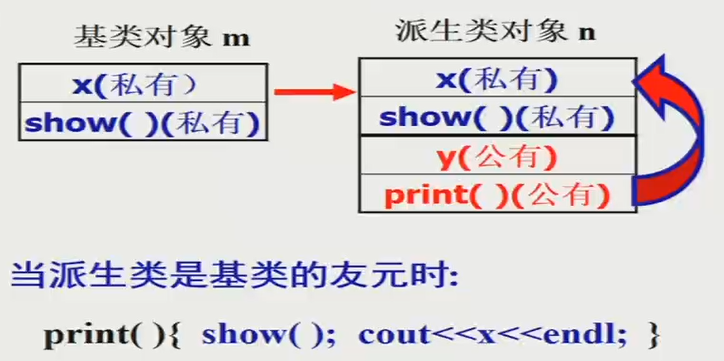 基类对象 m
派生类对象 n
x(私有）
show( )(私有)
x(私有)
show( )(私有)
y(公有)
print( )(公有)
当派生类是基类的友元时:
print( ){ show( ); cout<<x<<endl; }